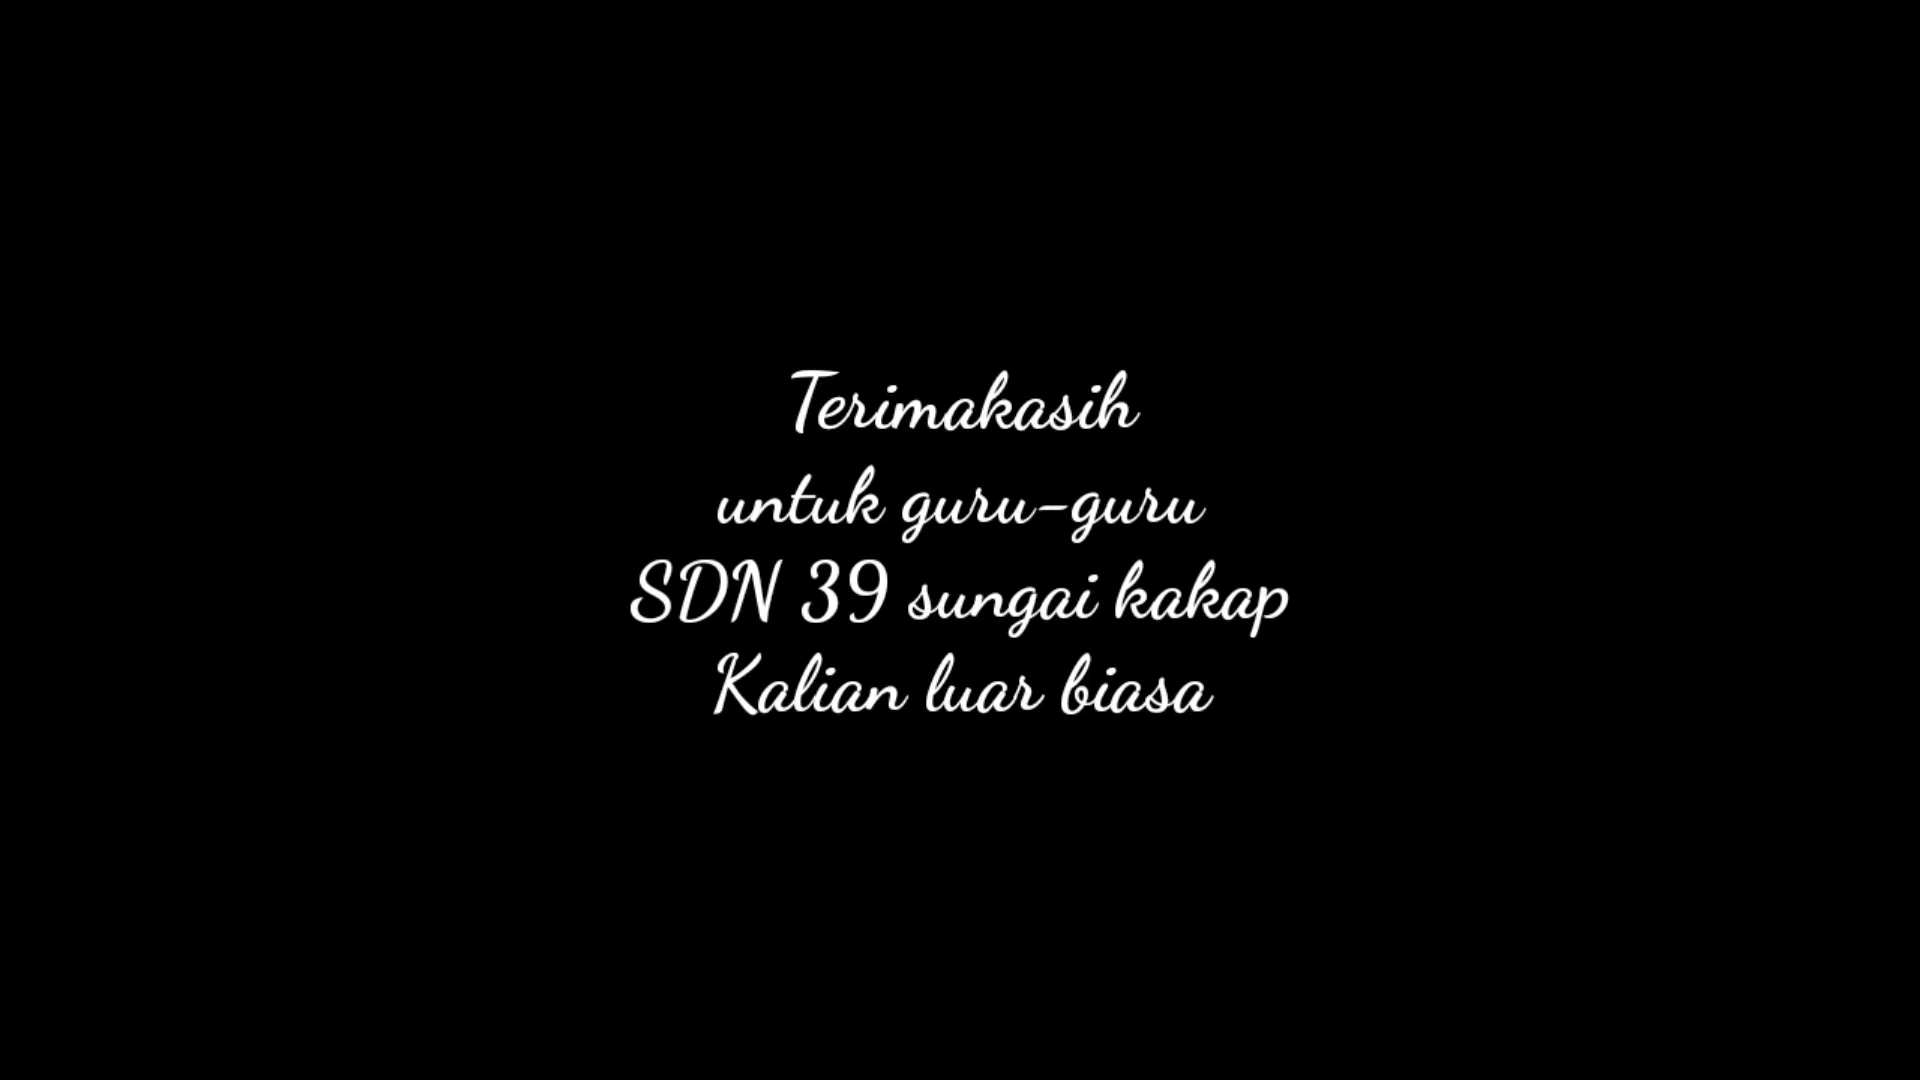 Terimakasih
untuk guru-guru
SDN 39 sungai kakap
Kalian luar biasa